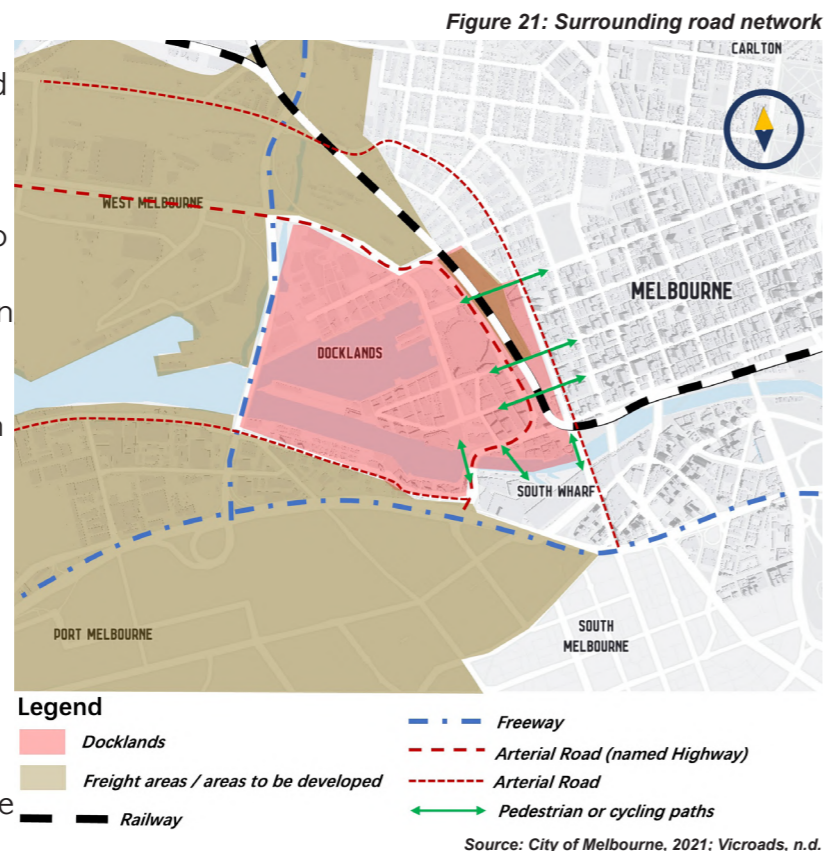 Figure 21: Surrounding road network
CARLTON
d
WEST MELBOURNE
o
MELBOURNE
n
DOCKLANDS
n
SOUTH WHARF
PORT MELBOURNE
SOUTH
MELBOURNE
Legend
Docklands
Freight areas / areas to be developed
Railway
Freeway
Arterial Road (named Highway)
Arterial Road
Pedestrian or cycling paths
e
Source: City of Melbourne, 2021; Vicroads, n.d.